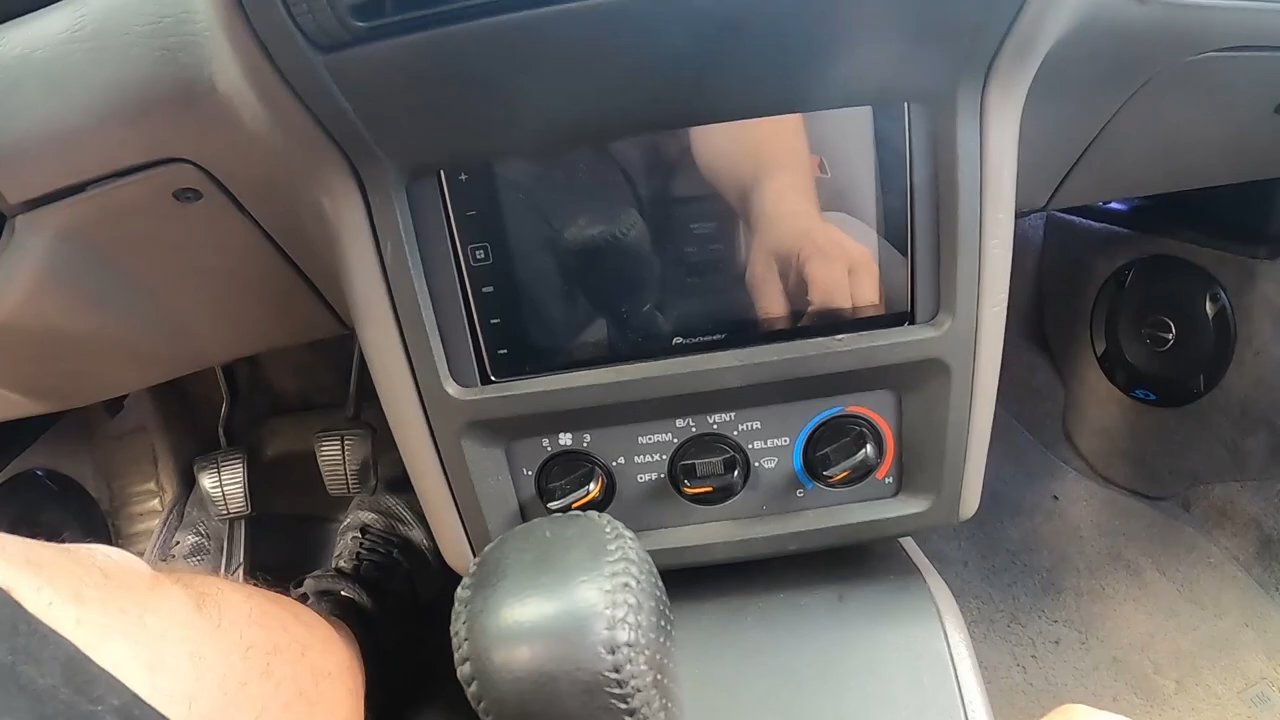 Pioneer
2 3
1 4
B/L VENT
NORM HTR
MAX BLEND
OFF
C H